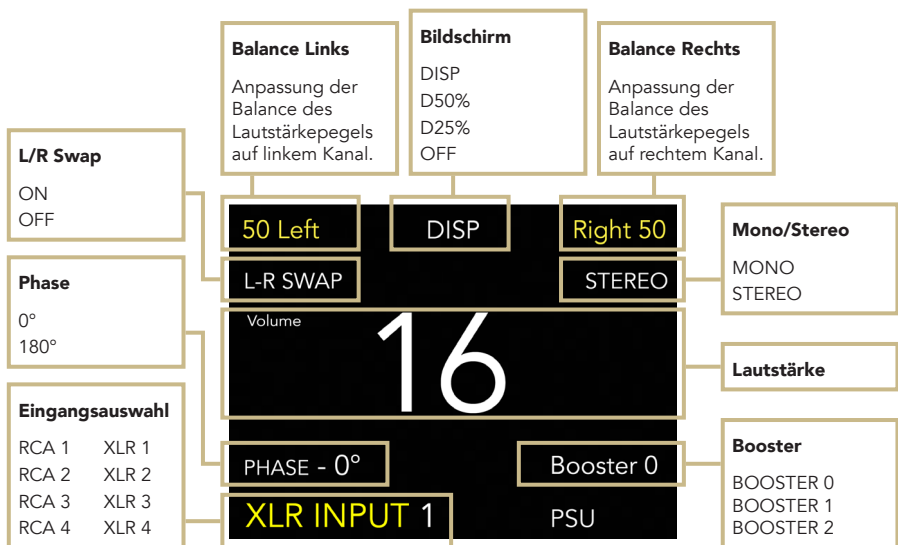 Balance Links
Anpassung der
Balance des
Lautstärkepegels
auf linkem Kanal.
Bildschirm
DISP
D50%
D25%
OFF
Balance Rechts
Anpassung der
Balance des
Lautstärkepegels
auf rechtem Kanal.
L/R Swap
ON
OFF
Phase
0°
180°
Eingangsauswahl
RCA 1 XLR 1
RCA 2 XLR 2
RCA 3 XLR 3
RCA 4 XLR 4
50 Left DISP Right 50
L-R SWAP STEREO
Volume
16
PHASE - 0° Booster 0
XLR INPUT 1 PSU
Mono/Stereo
MONO
STEREO
Lautstärke
Booster
BOOSTER 0
BOOSTER 1
BOOSTER 2